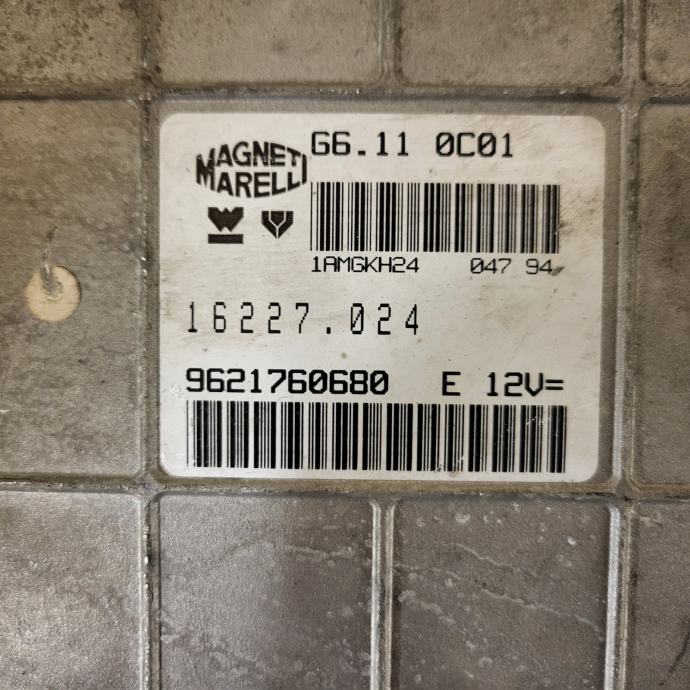 MAGNETI
MARELLI
G6.11 0C01
1AMGKH24 047 94
16227.024
9621760680 E 12V=